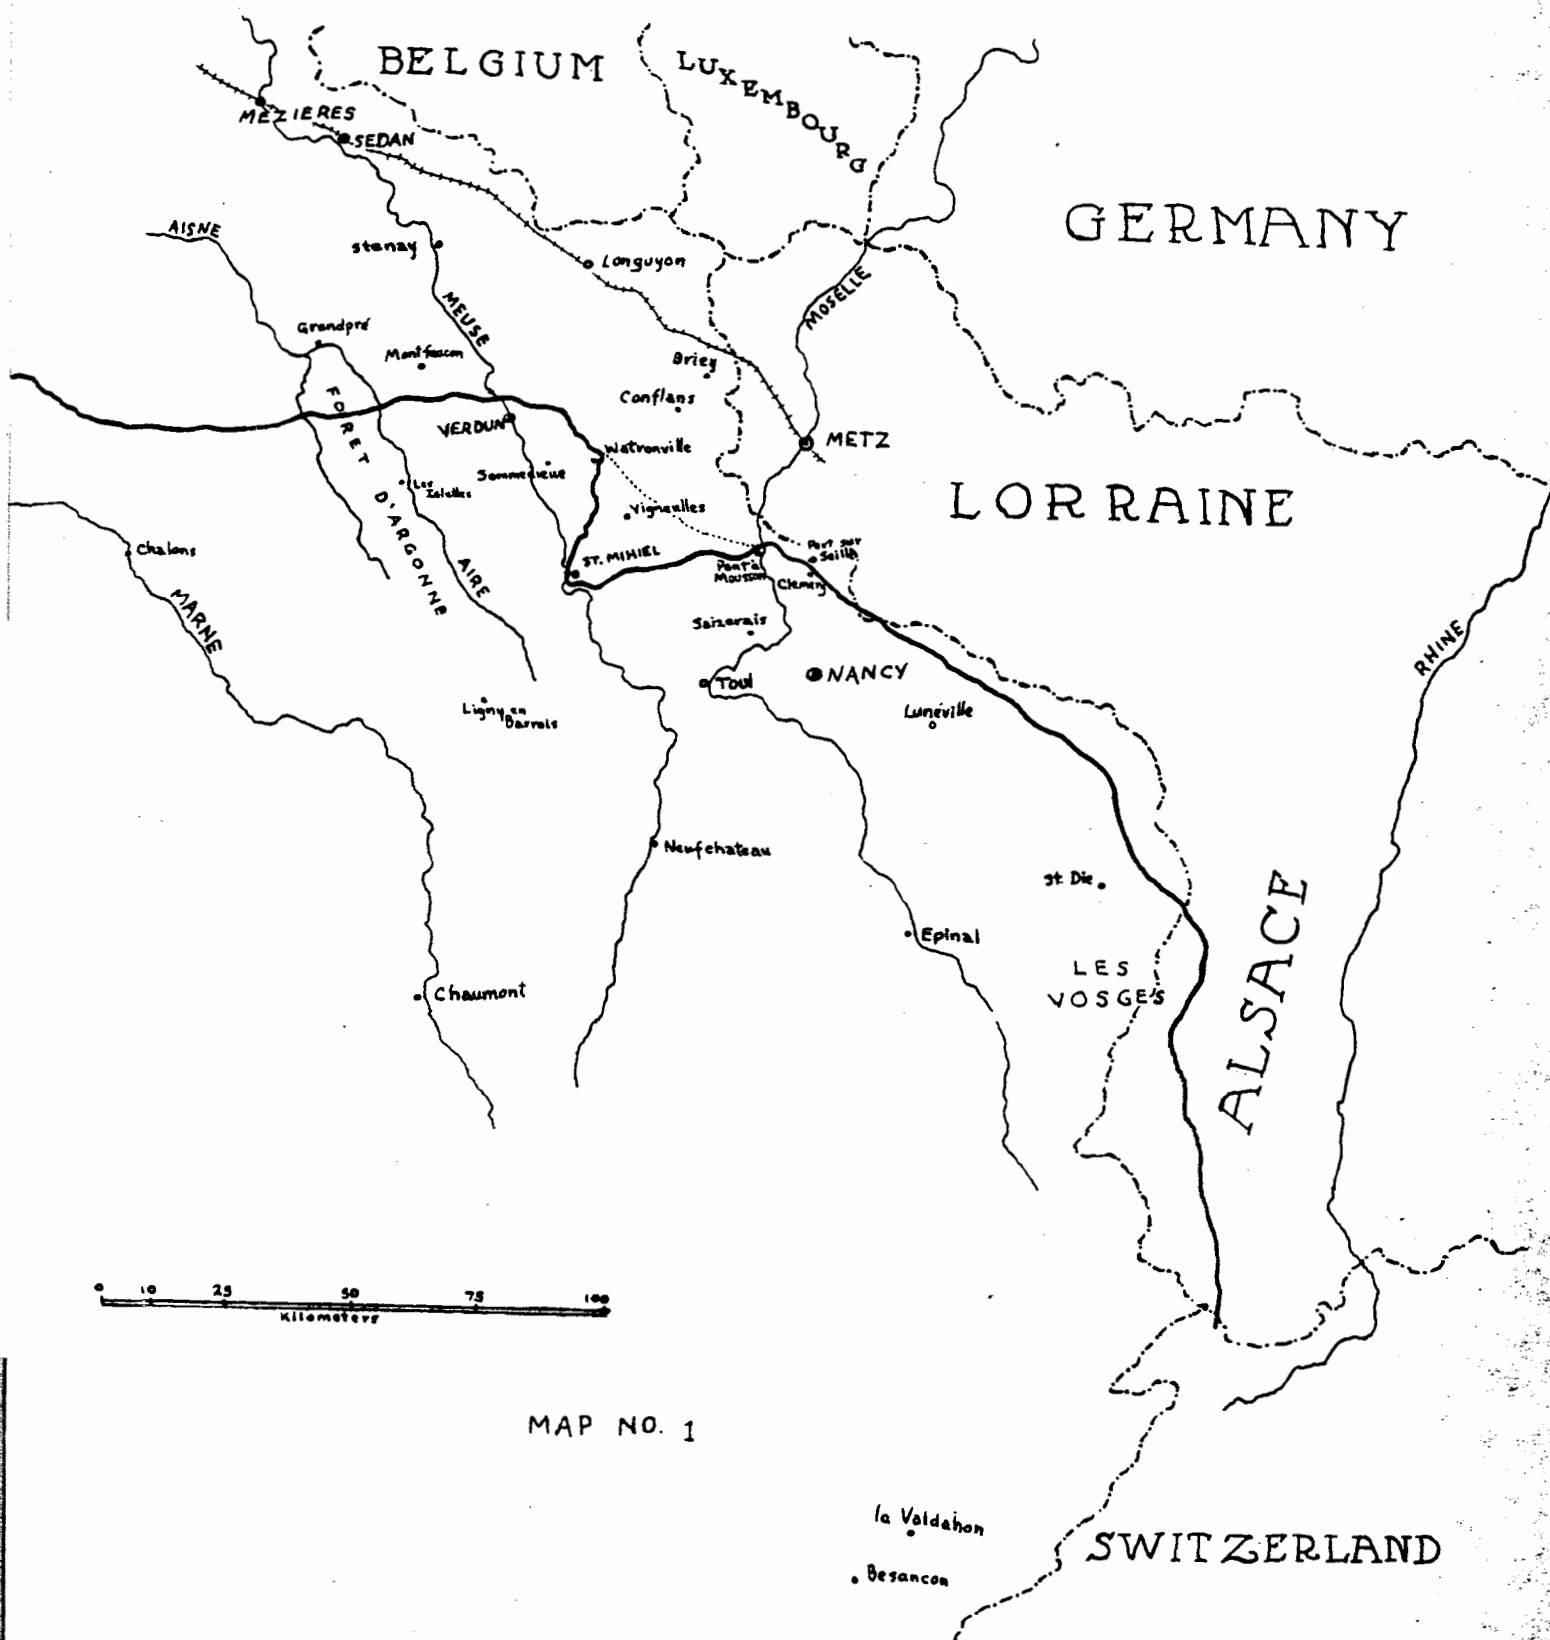 BELGIUM
LUXEMBOURG
MEZIERES
SEDAN
GERMANY
AISNE
Stenay
Longuyon
MEUSE
MOSELLE
Grandpré
Montfaucon
Briey
FORET D'ARGONNE
Conflans
VERDUN
METZ
Watronville
Sommedieue
Les
Islettes
LORRAINE
Vigneulles
Chalons
ST. MIHIEL
Port sur
Seille
Pont à
Mousson
Clemery
AIRE
MARNE
Saizerais
RHINE
Toul
NANCY
Ligny en
Barrois
Luneville
Neufchateau
St. Die
ALSACE
Epinal
LES
VOSGES
Chaumont
0 10 25 50 75 100
Kilometers
MAP NO. 1
la Valdahon
SWITZERLAND
Besancon